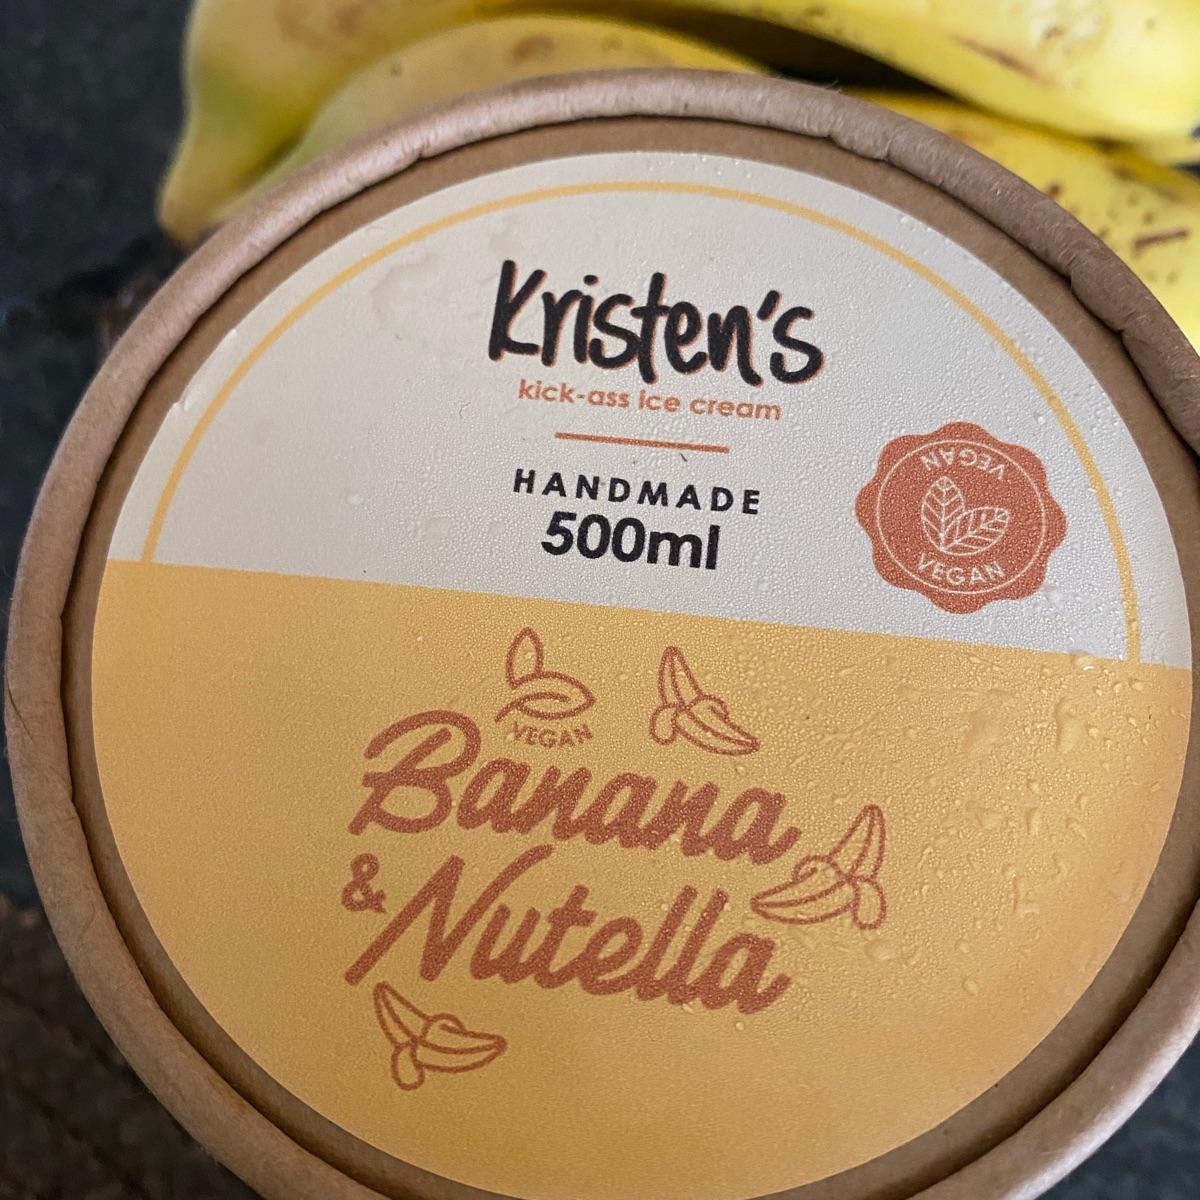 Kristen's
kick-ass ice cream
HANDMADE
500ml
VEGAN
VEGAN
VEGAN
Banana
& Nutella